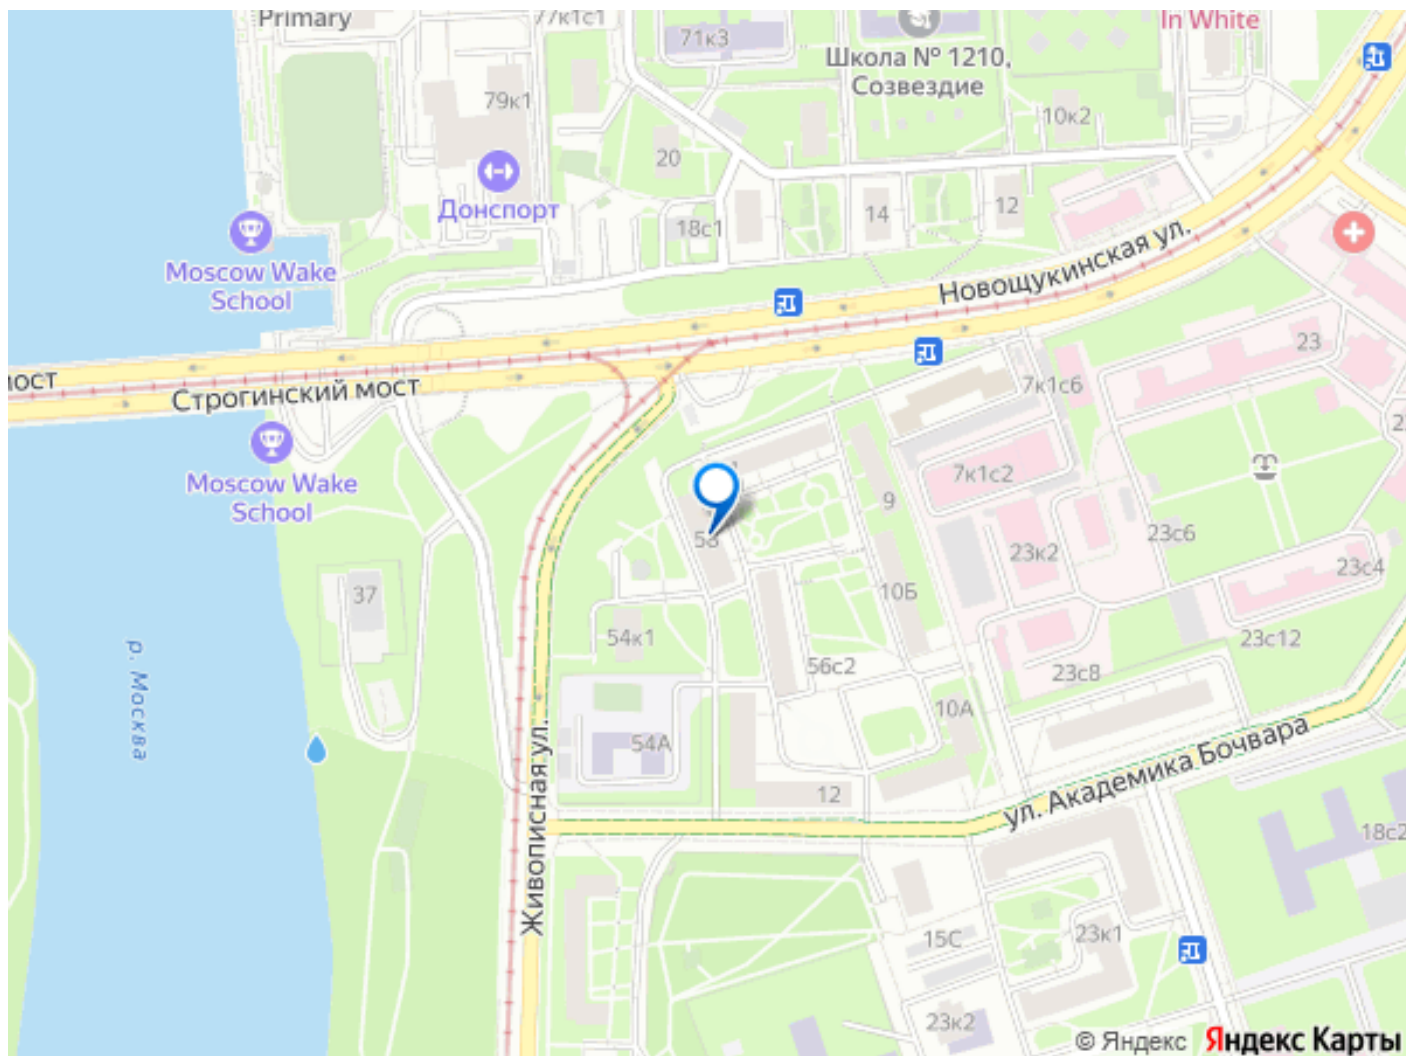 Primary
77к1с1
71к3
In White
Школа № 1210,
Созвездие
79к1
10к2
20
Донспорт
18с1
14
12
Moscow Wake
School
Новощукинская ул.
мост
Строгинский мост
23
7к1с6
Moscow Wake
School
7к1с2
9
58
23к2
23с6
23с4
37
10Б
54к1
56с2
23с8
23с12
р. Москва
10А
54А
12
Живописная ул.
ул. Академика Бочвара
18с2
15С
23к1
23к2
© Яндекс Яндекс Карты